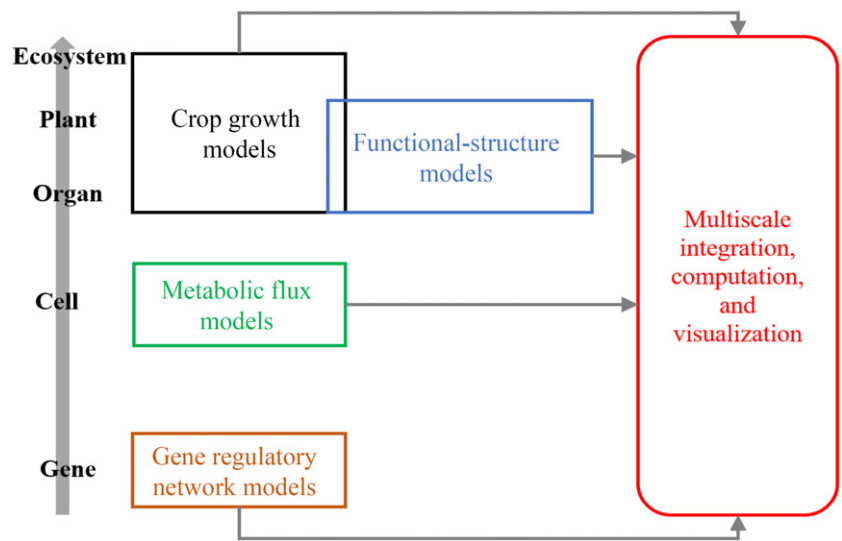 Ecosystem
Plant
Organ
Cell
Gene
Crop growth
models
Functional-structure
models
Metabolic flux
models
Gene regulatory
network models
Multiscale
integration,
computation,
and
visualization